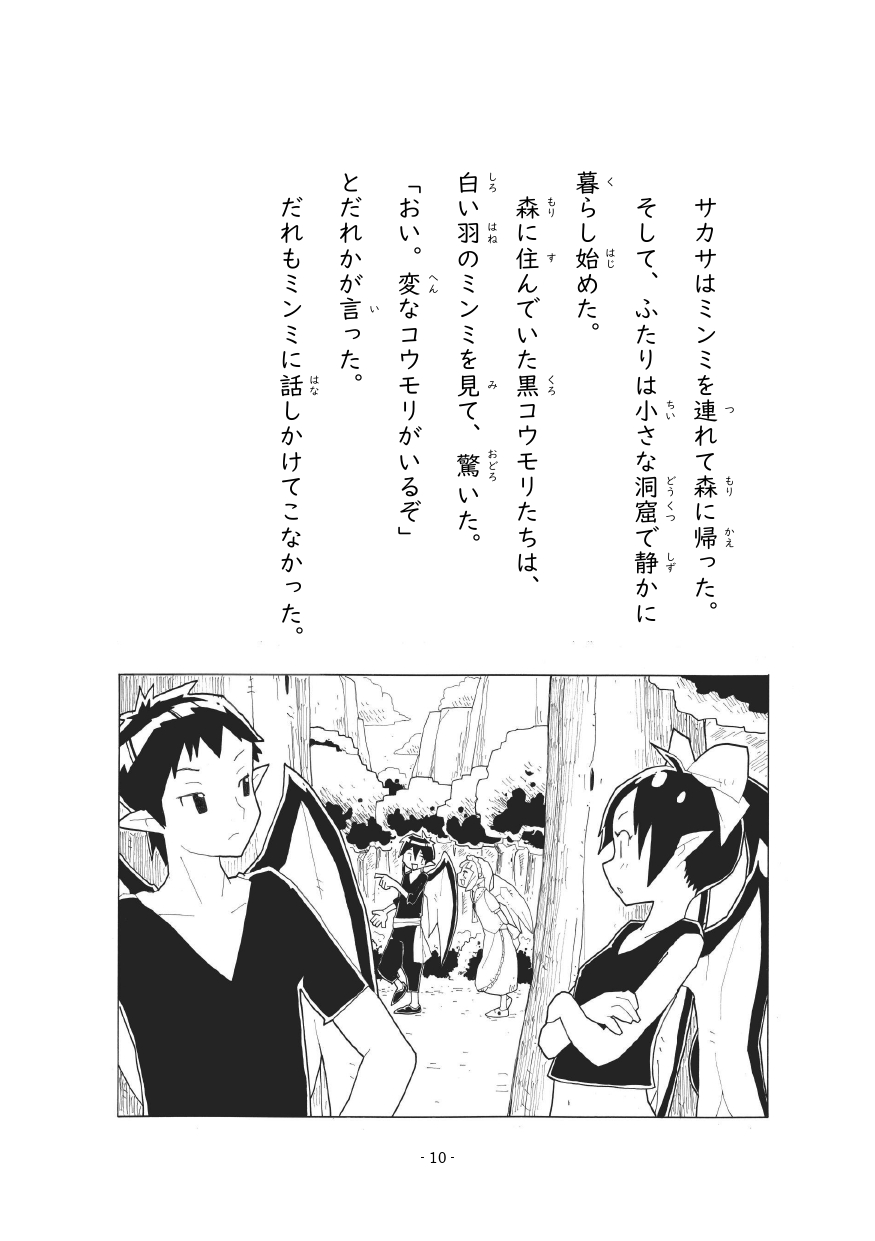 サカサはミンミを連れて森に帰った。
そして、ふたりは小さな洞窟で静かに
暮らし始めた。
森に住んでいた黒コウモリたちは、
白い羽のミンミを見て、驚いた。
「おい。変なコウモリがいるぞ」
とだれかが言った。
だれもミンミに話しかけてこなかった。
- 10 -